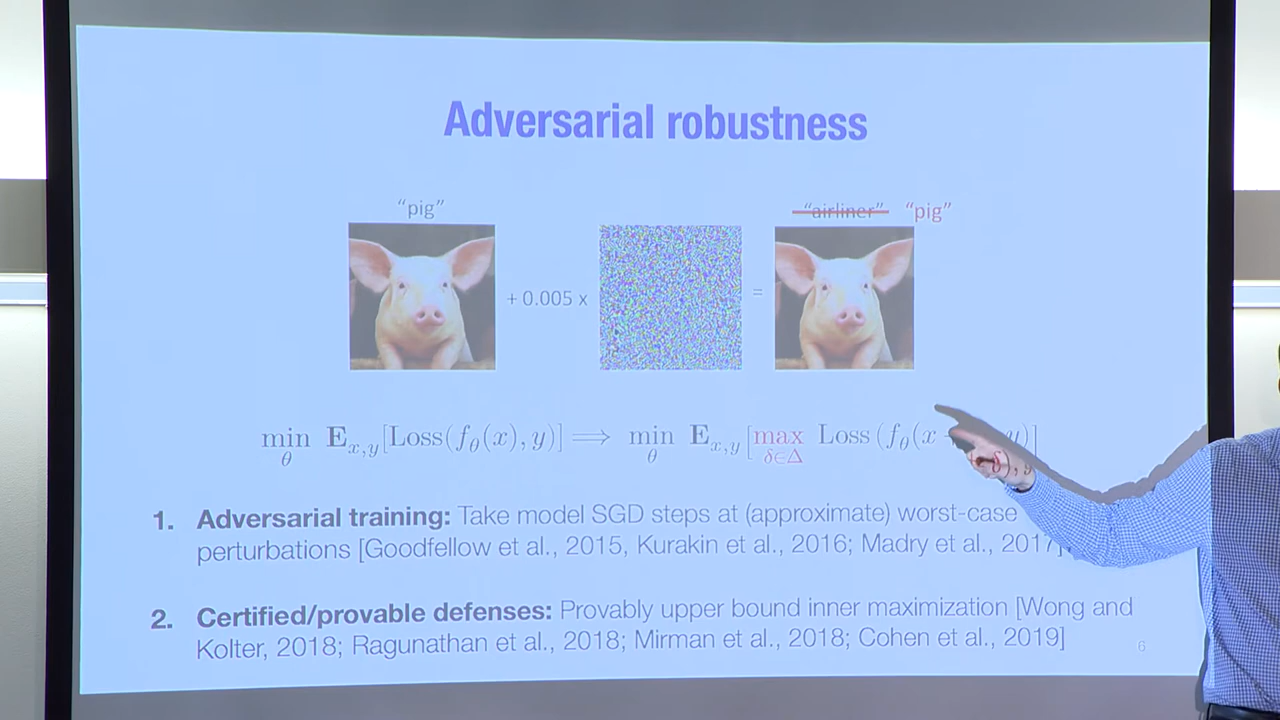 Adversarial robustness
“pig”
“airliner” “pig”
+ 0.005 x
=
min_θ E_{x,y}[Loss(f_θ(x), y)] ⟹ min_θ E_{x,y}[max_{δ∈Δ} Loss(f_θ(x y)]
1. Adversarial training: Take model SGD steps at (approximate) worst-case
perturbations [Goodfellow et al., 2015, Kurakin et al., 2016; Madry et al., 2017]
2. Certified/provable defenses: Provably upper bound inner maximization [Wong and
Kolter, 2018; Ragunathan et al., 2018; Mirman et al., 2018; Cohen et al., 2019]
6